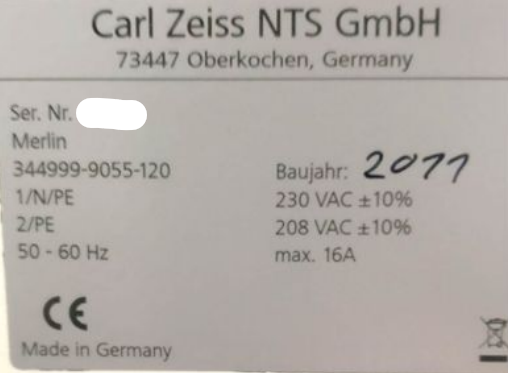 Carl Zeiss NTS GmbH
73447 Oberkochen, Germany
Ser. Nr.
Merlin
344999-9055-120
Baujahr: 2011
1/N/PE
230 VAC ±10%
2/PE
208 VAC ±10%
50 - 60 Hz
max. 16A
CE
Made in Germany